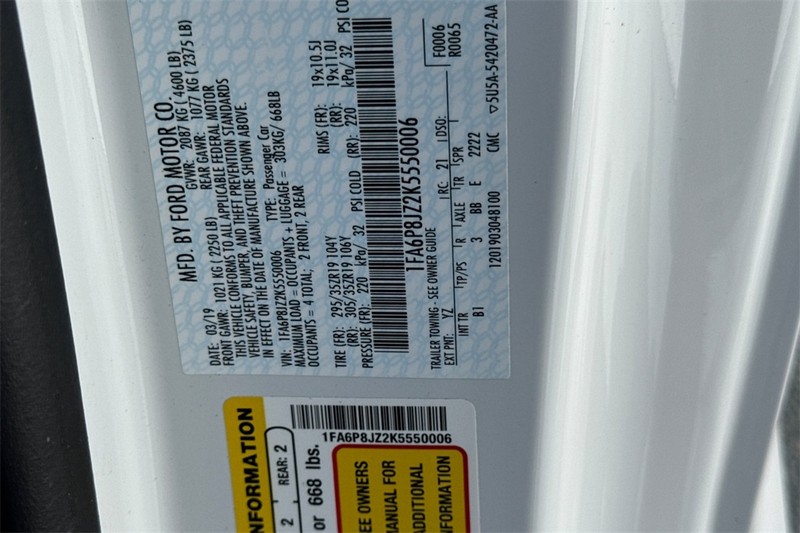 MFD. BY FORD MOTOR CO.
DATE: 03/19 GVWR: 2087 KG ( 4600 LB)
FRONT GAWR: 1021 KG ( 2250 LB) REAR GAWR: 1077 KG ( 2375 LB)
THIS VEHICLE CONFORMS TO ALL APPLICABLE FEDERAL MOTOR
VEHICLE SAFETY, BUMPER, AND THEFT PREVENTION STANDARDS
IN EFFECT ON THE DATE OF MANUFACTURE SHOWN ABOVE.
VIN: 1FA6P8JZ2K5550006 TYPE: Passenger Car
MAXIMUM LOAD = OCCUPANTS + LUGGAGE = 303KG/ 668LB
OCCUPANTS = 4 TOTAL; 2 FRONT, 2 REAR
TIRE (FR): 295/35ZR19 104Y RIMS (FR): 19x10.5J
(RR): 305/35ZR19 106Y (RR): 19x11.0J
PRESSURE (FR): 220 kPa/ 32 PSI COLD (RR): 220 kPa/ 32 PSI CO
1FA6P8JZ2K5550006
TRAILER TOWING - SEE OWNER GUIDE F0006
EXT PNT: YZ RC: 21 DSO: R0065
INT TR TP/PS R AXLE TR SPR
B1 3 BB E 2222
1201903048100 CMC ▽5U5A-5420472-AA
1FA6P8JZ2K5550006
NFORMATION
2 REAR: 2
or 668 lbs.
EE OWNERS
MANUAL FOR
ADDITIONAL
NFORMATION